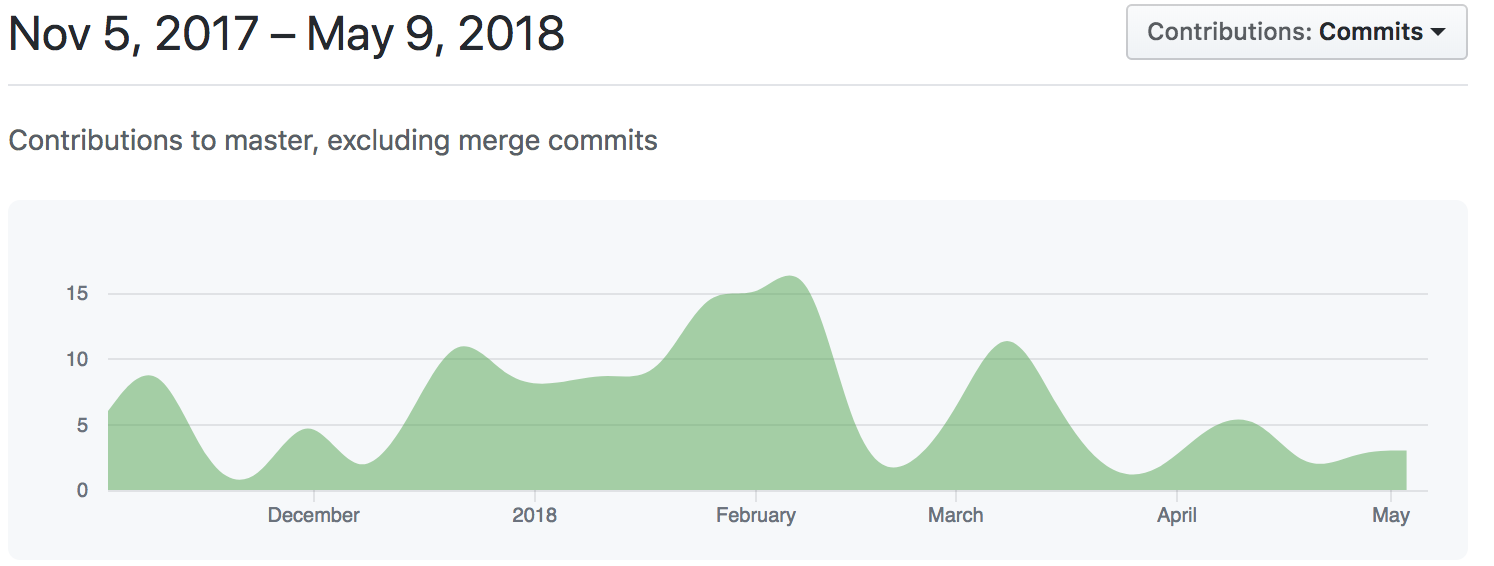 Nov 5, 2017 – May 9, 2018
Contributions: Commits
Contributions to master, excluding merge commits
15
10
5
0
December 2018 February March April May